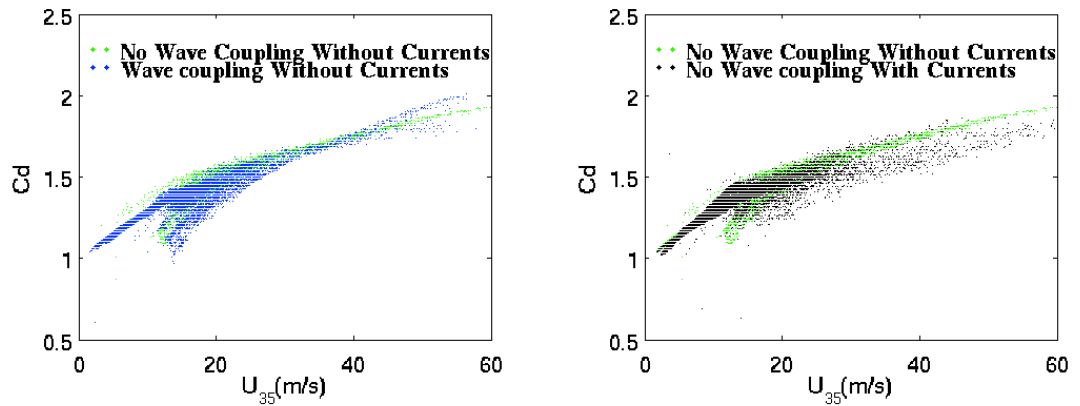 2.5
No Wave Coupling Without Currents
Wave coupling Without Currents
2
Cd
1.5
1
0.5
0 20 40 60
U35(m/s)
2.5
No Wave Coupling Without Currents
No Wave coupling With Currents
2
Cd
1.5
1
0.5
0 20 40 60
U35(m/s)